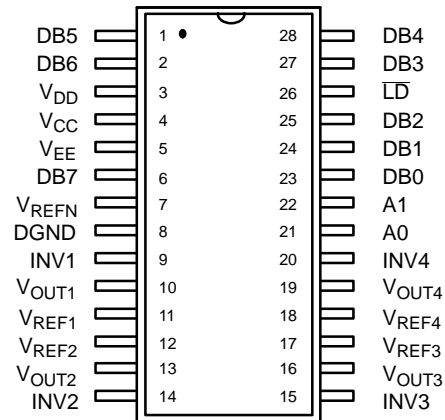 DB5 1 28 DB4
DB6 2 27 DB3
VDD 3 26 L̅D̅
VCC 4 25 DB2
VEE 5 24 DB1
DB7 6 23 DB0
VREFN 7 22 A1
DGND 8 21 A0
INV1 9 20 INV4
VOUT1 10 19 VOUT4
VREF1 11 18 VREF4
VREF2 12 17 VREF3
VOUT2 13 16 VOUT3
INV2 14 15 INV3